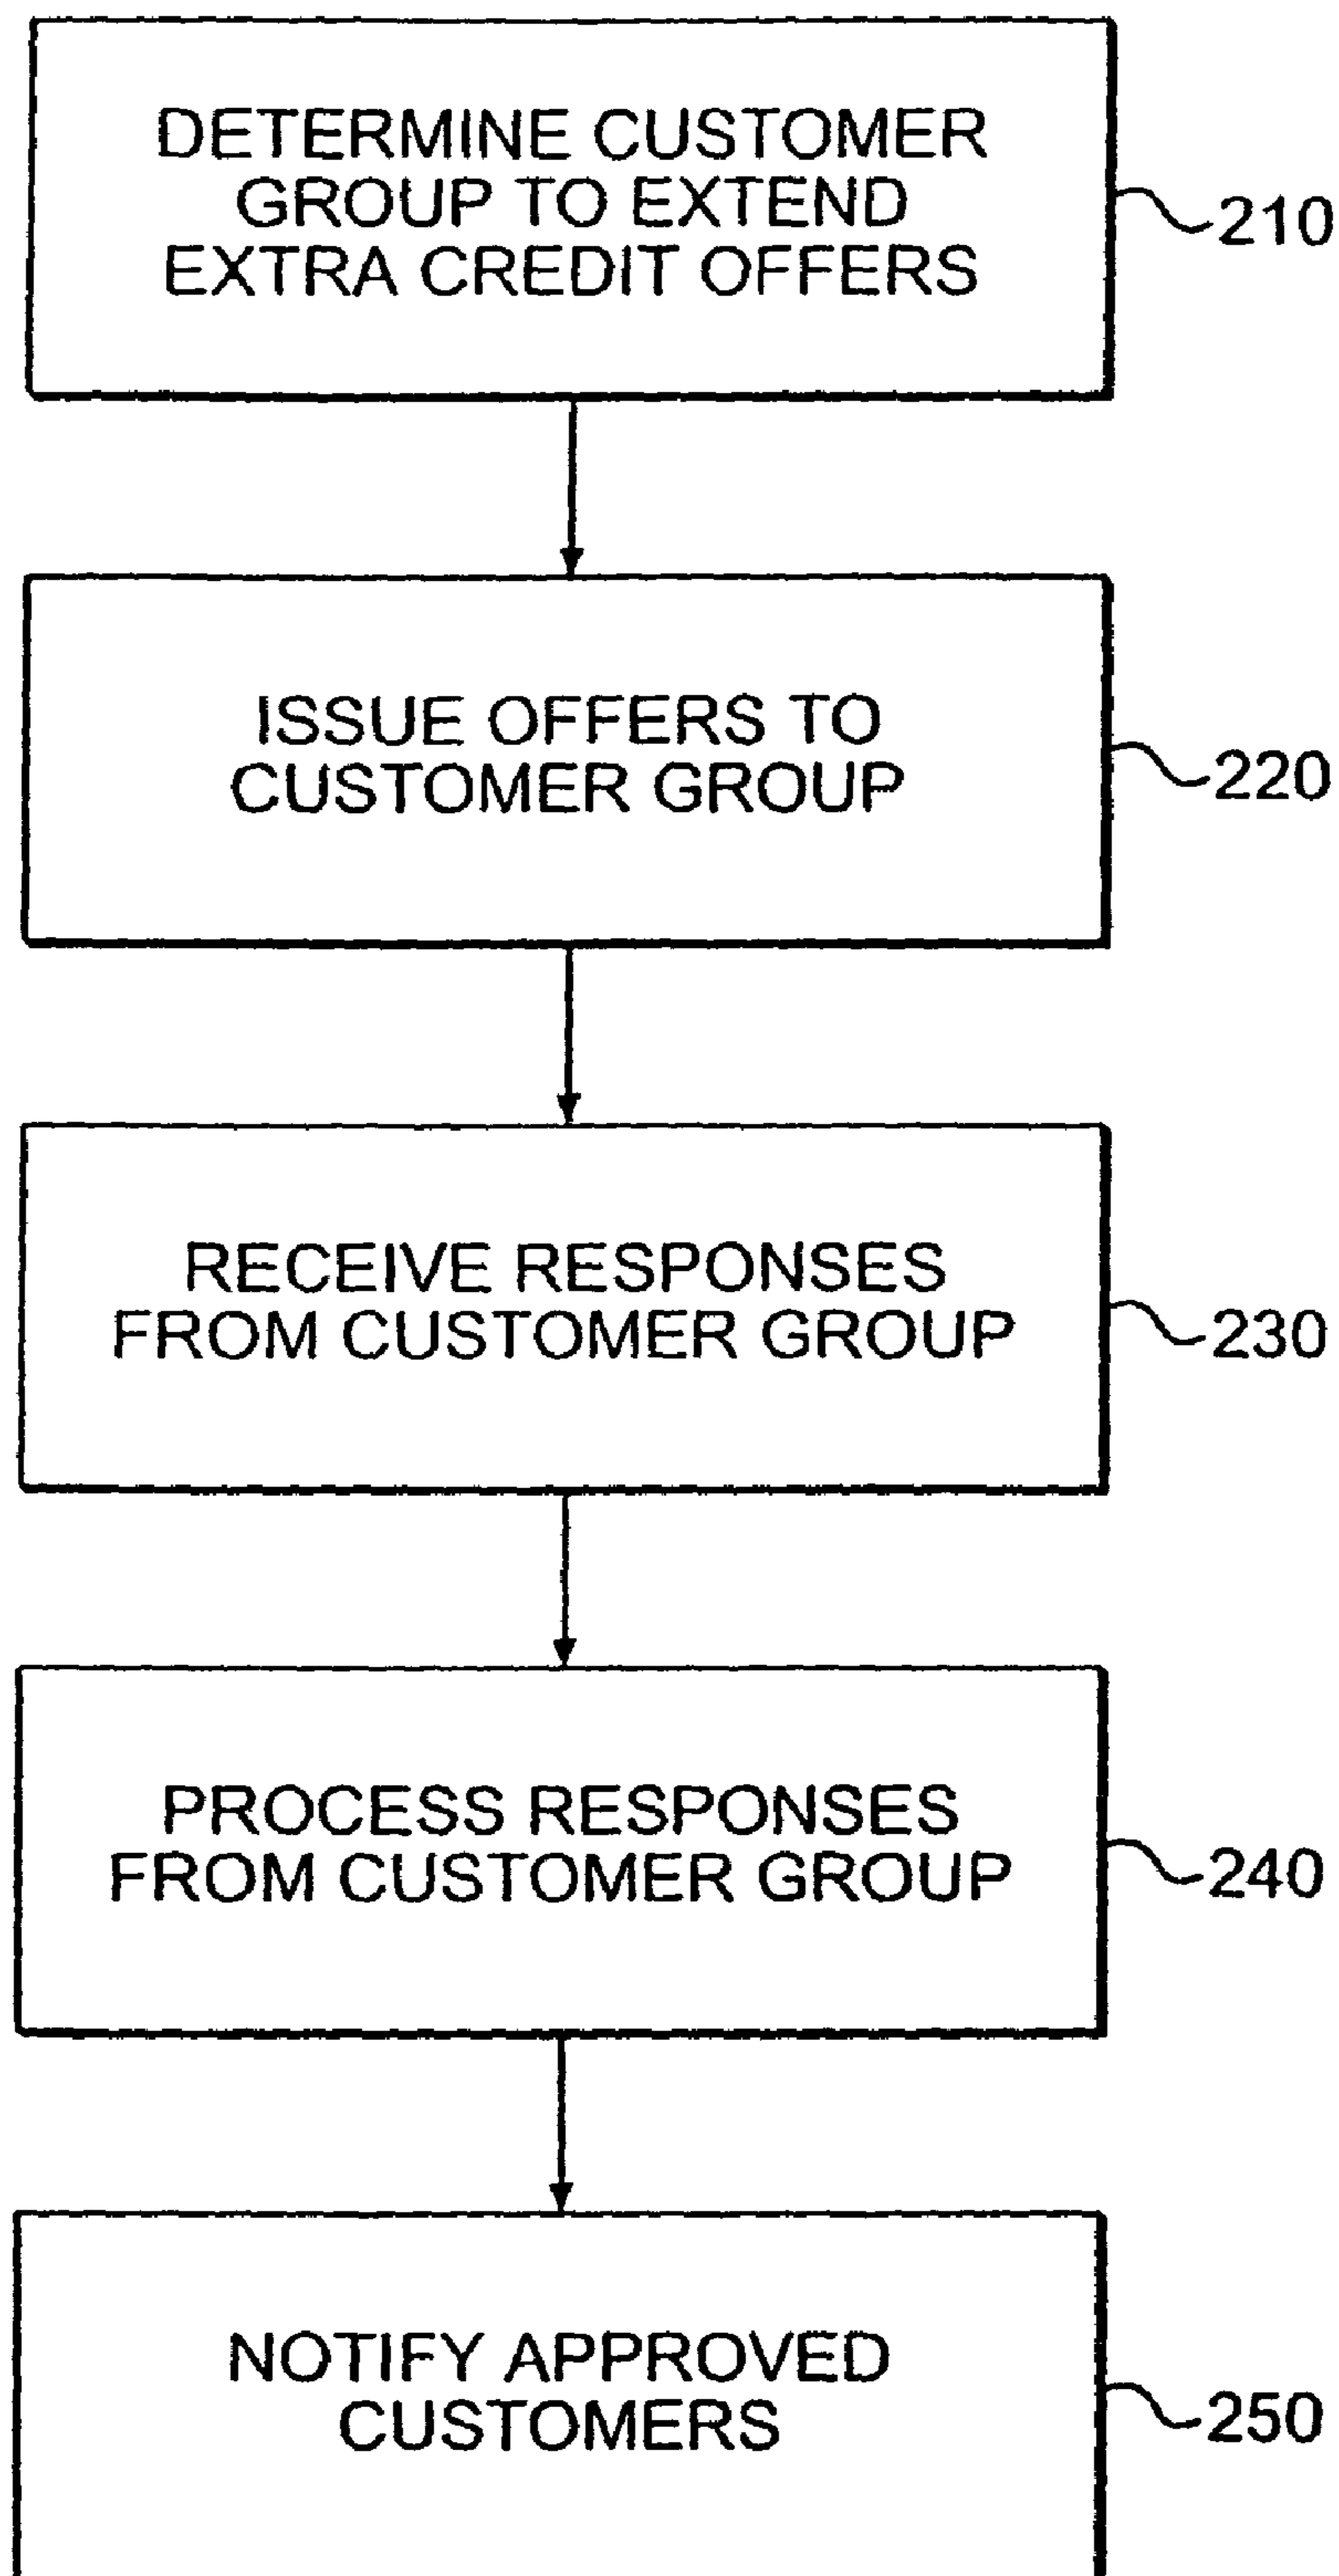 DETERMINE CUSTOMER
GROUP TO EXTEND
EXTRA CREDIT OFFERS
210
ISSUE OFFERS TO
CUSTOMER GROUP
220
RECEIVE RESPONSES
FROM CUSTOMER GROUP
230
PROCESS RESPONSES
FROM CUSTOMER GROUP
240
NOTIFY APPROVED
CUSTOMERS
250